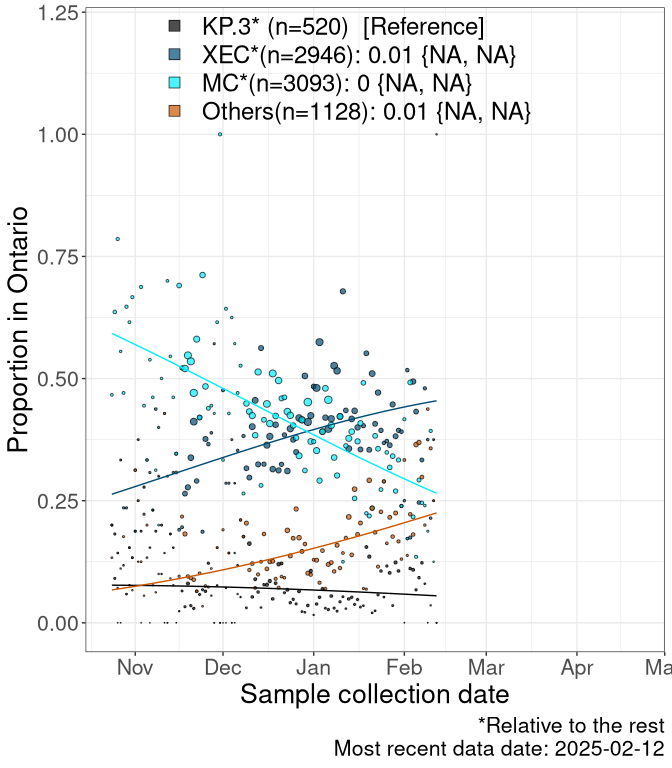 KP.3* (n=520)  [Reference]
XEC*(n=2946): 0.01 {NA, NA}
MC*(n=3093): 0 {NA, NA}
Others(n=1128): 0.01 {NA, NA}
1.25
1.00
0.75
0.50
0.25
0.00
Proportion in Ontario
Nov Dec Jan Feb Mar Apr Ma
Sample collection date
*Relative to the rest
Most recent data date: 2025-02-12